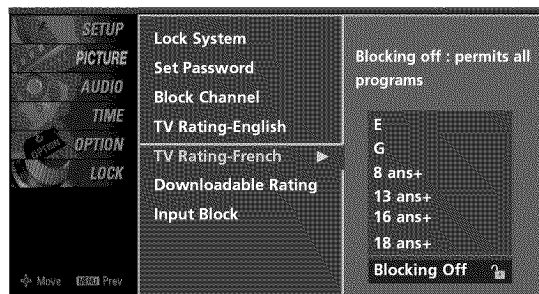 SETUP
PICTURE
AUDIO
TIME
OPTION
LOCK
Move MENU Prev
Lock System
Set Password
Block Channel
TV Rating-English
TV Rating-French
Downloadable Rating
Input Block
Blocking off : permits all
programs
E
G
8 ans+
13 ans+
16 ans+
18 ans+
Blocking Off